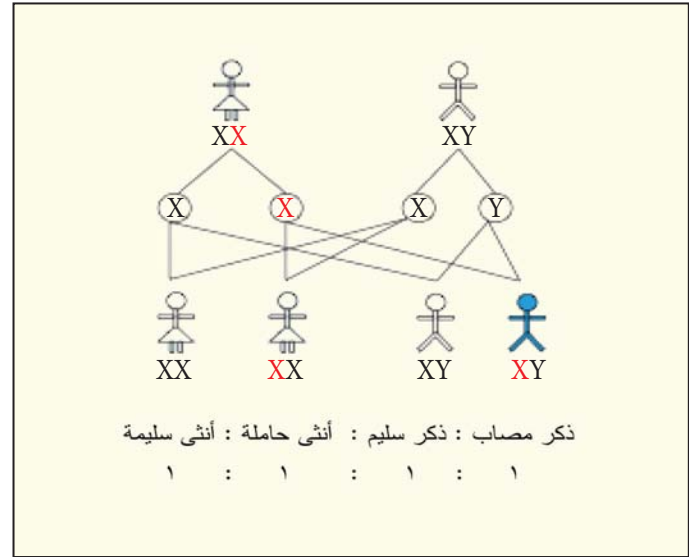 XX XY
X X X Y
XX XX XY XY
ذكر مصاب : ذكر سليم : أنثى حاملة : أنثى سليمة
١ : ١ : ١ : ١